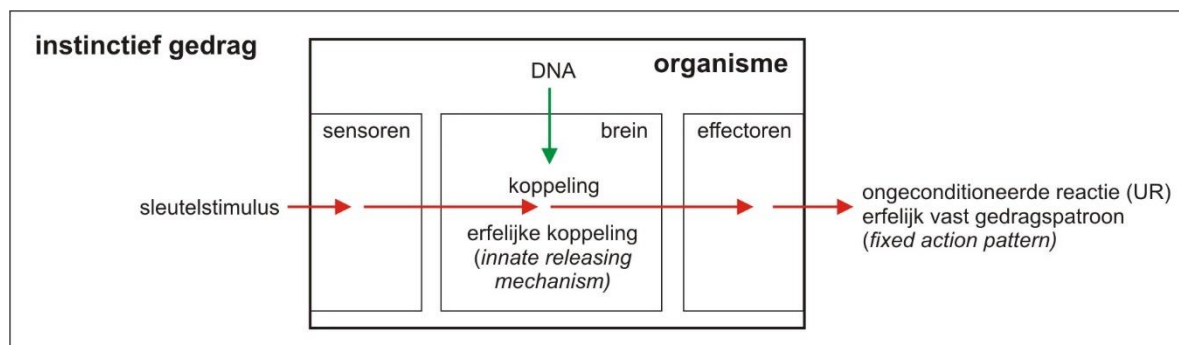 instinctief gedrag
organisme
DNA
sensoren
brein
effectoren
sleutelstimulus
koppeling
erfelijke koppeling
(innate releasing
mechanism)
ongeconditioneerde reactie (UR)
erfelijk vast gedragspatroon
(fixed action pattern)